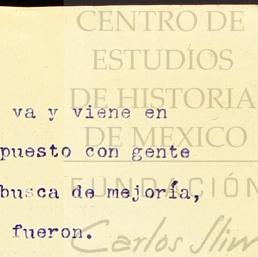 CENTRO DE
ESTUDIOS
DE HISTORIA
DE MEXICO
FUNDACIÓN
Carlos Slim
va y viene en
puesto con gente
busca de mejoría,
fueron.